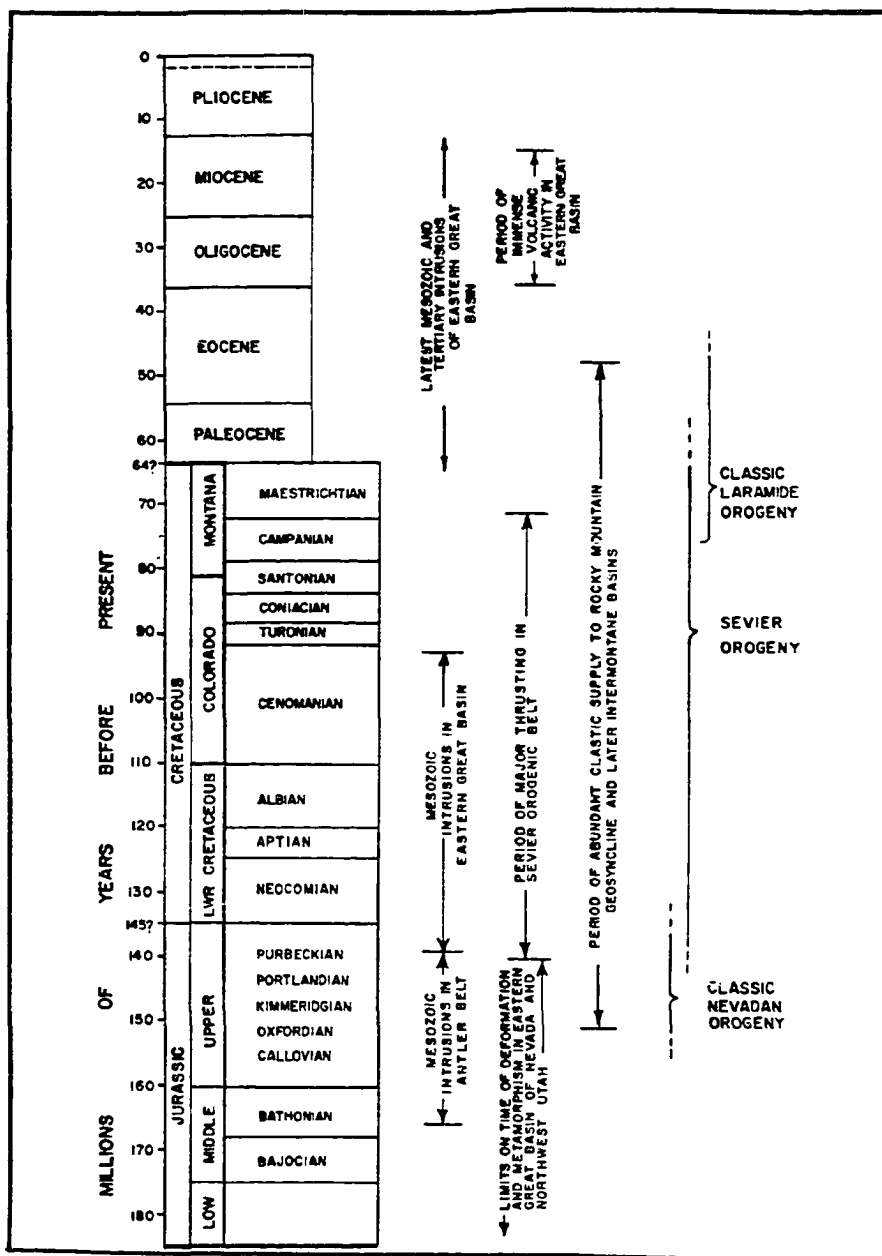 0
PLIOCENE
10
MIOCENE
20
OLIGOCENE
30
40
EOCENE
50
PALEOCENE
60
64?
MAESTRICHTIAN
70
CAMPANIAN
80
SANTONIAN
CONIACIAN
TURONIAN
90
CENOMANIAN
100
110
ALBIAN
120
APTIAN
NEOCOMIAN
130
145?
PURBECKIAN
140
PORTLANDIAN
KIMMERIDGIAN
150
OXFORDIAN
CALLOVIAN
160
BATHONIAN
170
BAJOCIAN
180
MONTANA
COLORADO
LWR CRETACEOUS
UPPER
MIDDLE
LOW
CRETACEOUS
JURASSIC
MILLIONS OF YEARS BEFORE PRESENT
LATEST MESOZOIC AND
TERTIARY INTRUSIONS
OF EASTERN GREAT
BASIN
PERIOD OF
IMMENSE
VOLCANIC
ACTIVITY IN
EASTERN GREAT
BASIN
MESOZOIC
INTRUSIONS IN
EASTERN GREAT BASIN
MESOZOIC
INTRUSIONS IN
ANTLER BELT
PERIOD OF MAJOR THRUSTING IN
SEVIER OROGENIC BELT
LIMITS ON TIME OF DEFORMATION
AND METAMORPHISM IN EASTERN
GREAT BASIN OF NEVADA AND
NORTHWEST UTAH
PERIOD OF ABUNDANT CLASTIC SUPPLY TO ROCKY MOUNTAIN
GEOSYNCLINE AND LATER INTERMONTANE BASINS
CLASSIC
LARAMIDE
OROGENY
SEVIER
OROGENY
CLASSIC
NEVADAN
OROGENY